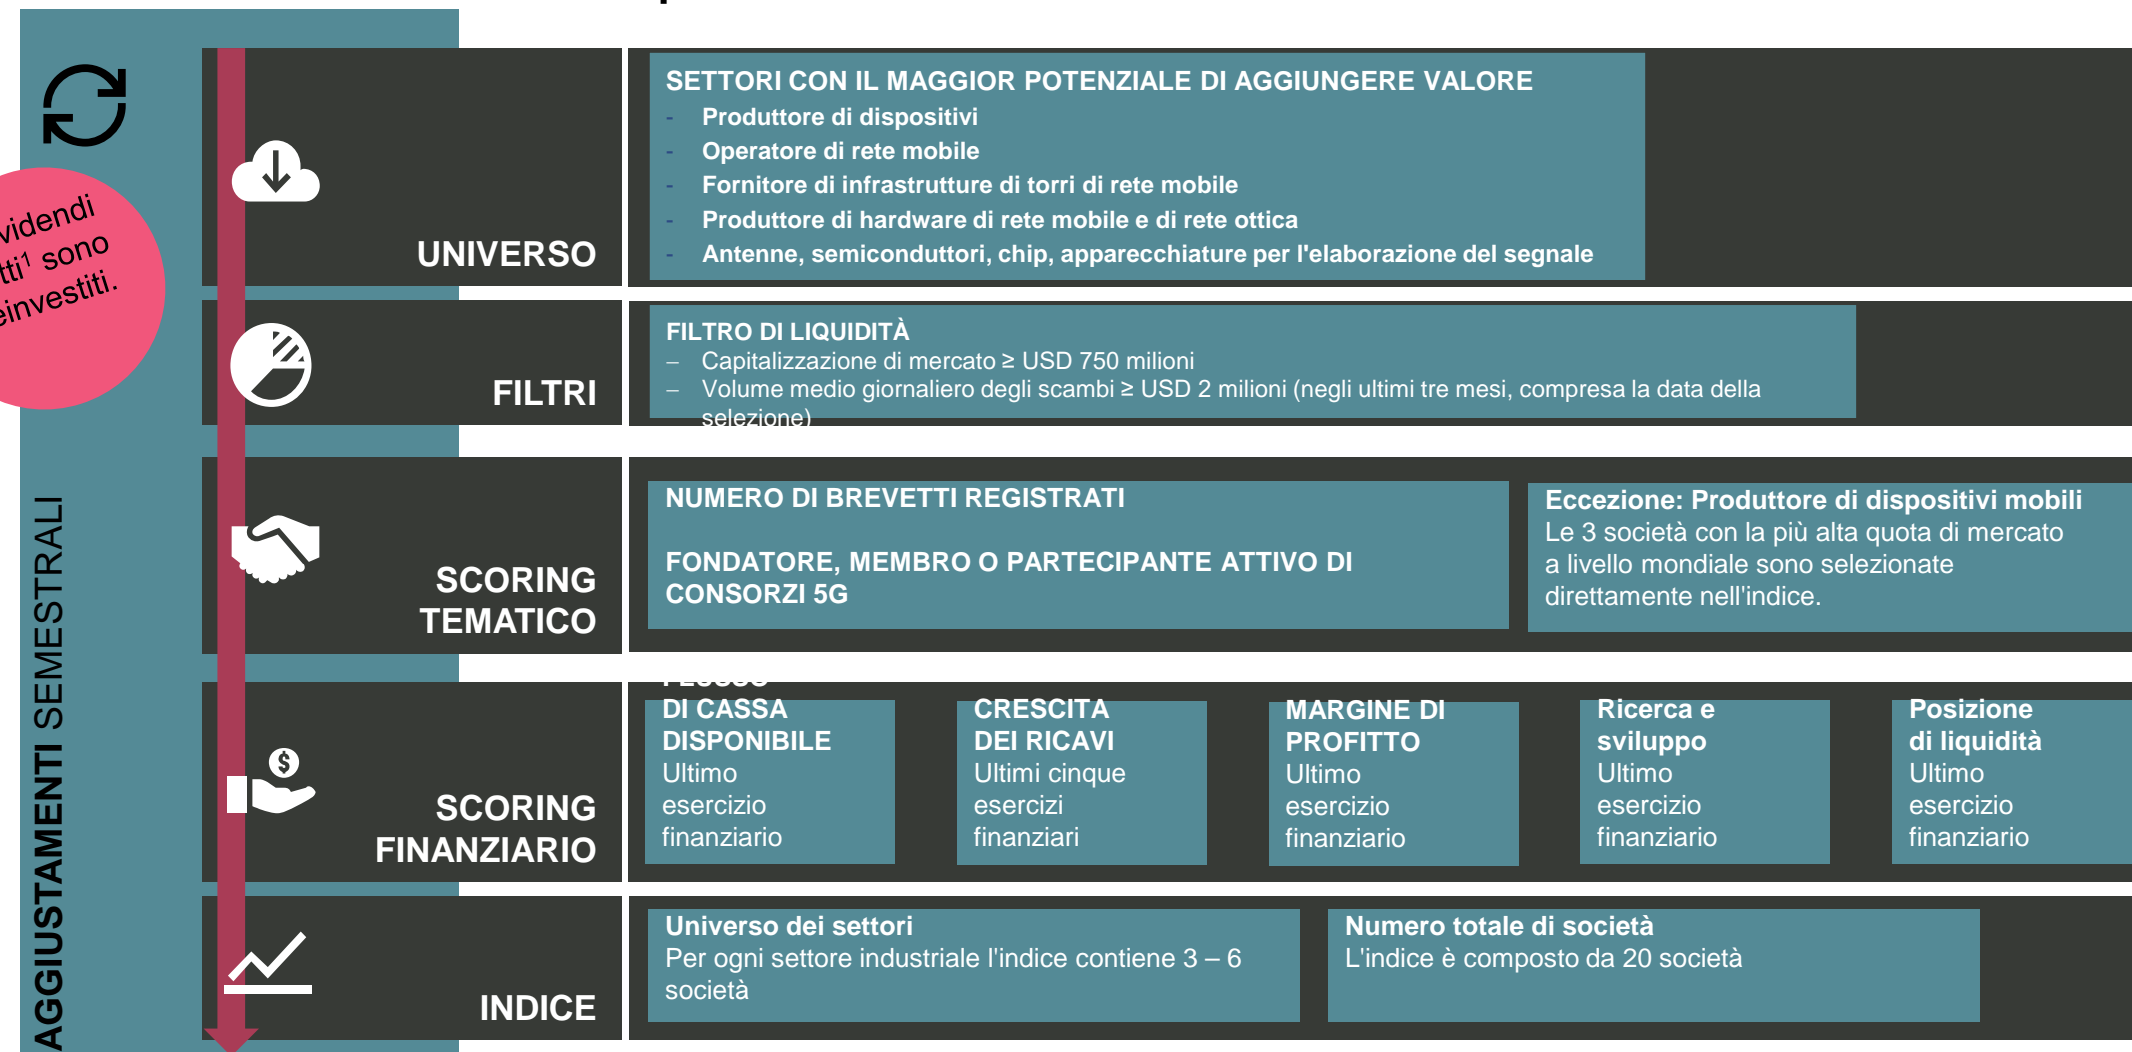 sono
UNIVERSO
SETTORI CON IL MAGGIOR POTENZIALE DI AGGIUNGERE VALORE
- Produttore di dispositivi
- Operatore di rete mobile
- Fornitore di infrastrutture di torri di rete mobile
- Produttore di hardware di rete mobile e di rete ottica
- Antenne, semiconduttori, chip, apparecchiature per l'elaborazione del segnale
FILTRI
FILTRO DI LIQUIDITÀ
– Capitalizzazione di mercato ≥ USD 750 milioni
– Volume medio giornaliero degli scambi ≥ USD 2 milioni (negli ultimi tre mesi, compresa la data della
selezione)
AGGIUSTAMENTI SEMESTRALI
SCORING
TEMATICO
NUMERO DI BREVETTI REGISTRATI
FONDATORE, MEMBRO O PARTECIPANTE ATTIVO DI
CONSORZI 5G
Eccezione: Produttore di dispositivi mobili
Le 3 società con la più alta quota di mercato
a livello mondiale sono selezionate
direttamente nell'indice.
SCORING
FINANZIARIO
DI CASSA
DISPONIBILE
Ultimo
esercizio
finanziario
CRESCITA
DEI RICAVI
Ultimi cinque
esercizi
finanziari
MARGINE DI
PROFITTO
Ultimo
esercizio
finanziario
Ricerca e
sviluppo
Ultimo
esercizio
finanziario
Posizione
di liquidità
Ultimo
esercizio
finanziario
INDICE
Universo dei settori
Per ogni settore industriale l'indice contiene 3 – 6
società
Numero totale di società
L'indice è composto da 20 società